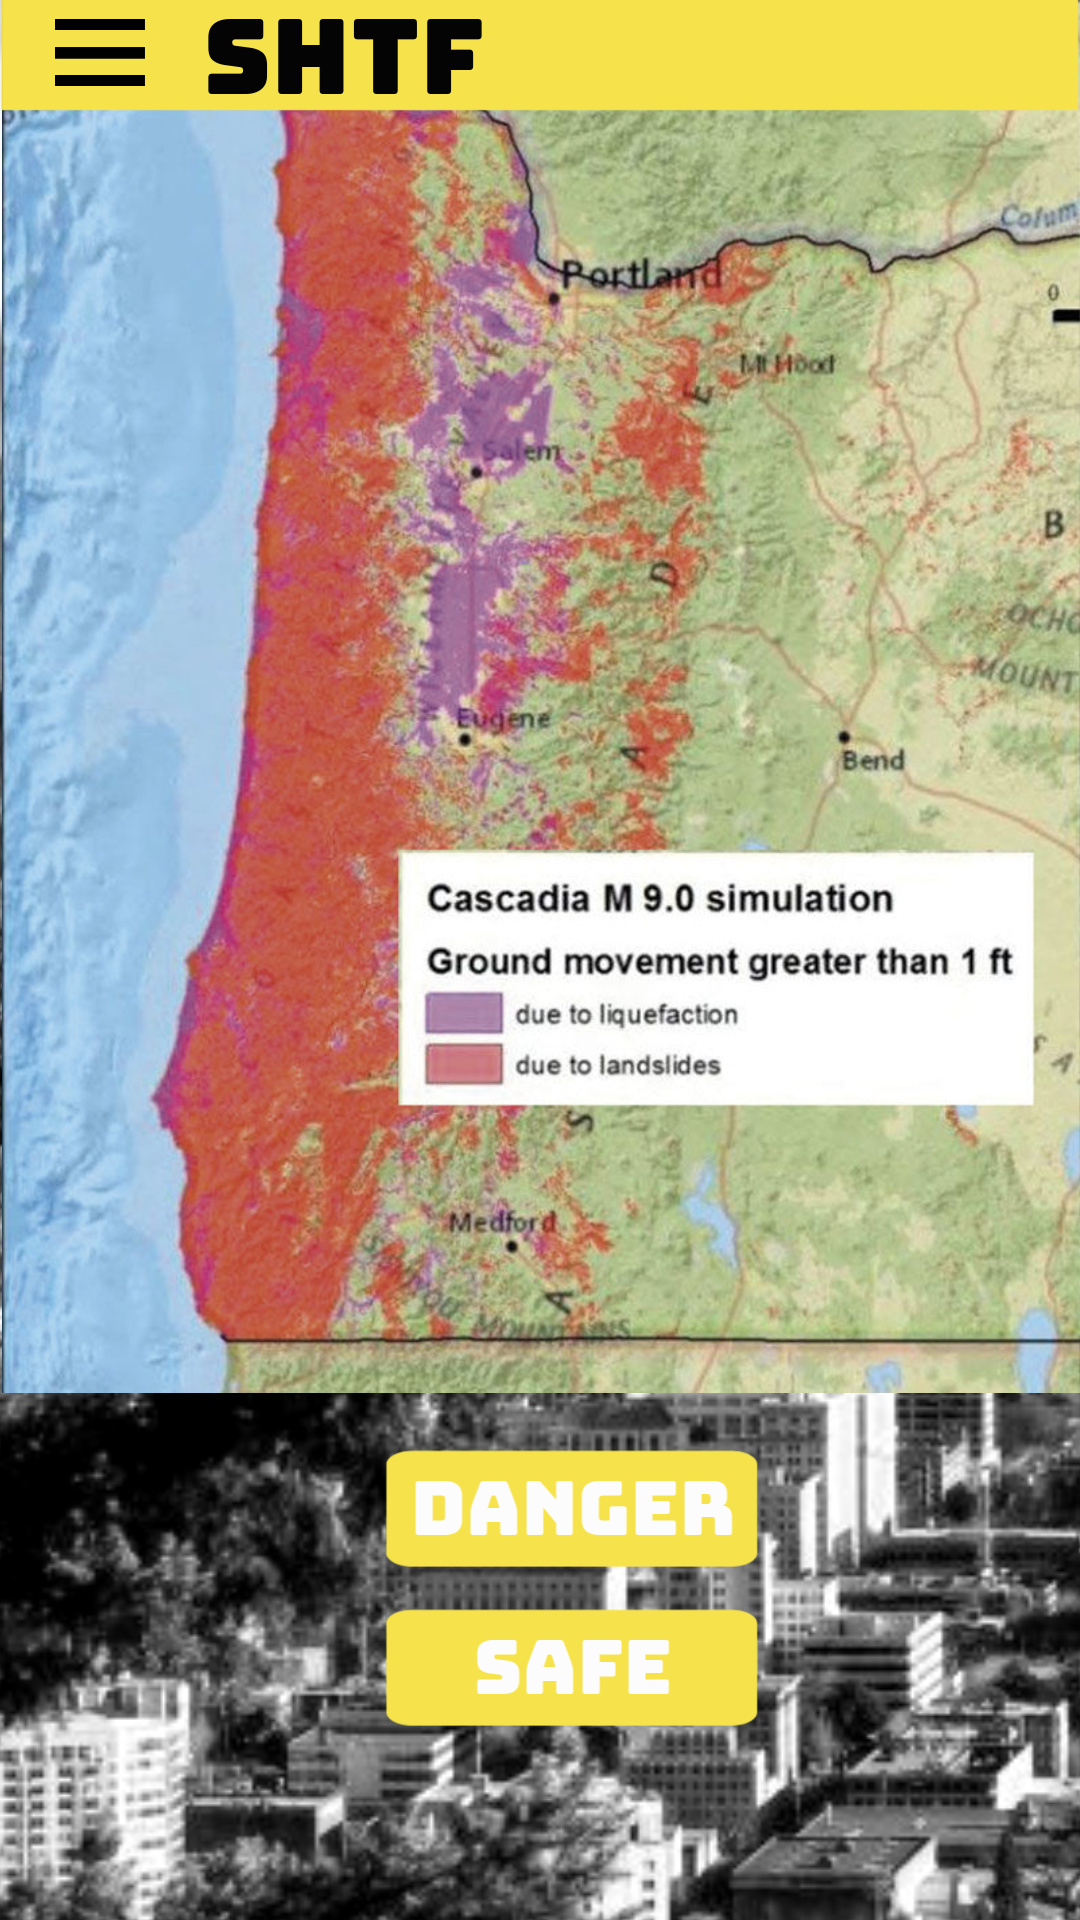 SHTF
Colum
Portland
0
Mt Hood
E
Salem
B
D
OCHO
MOUNT
Eugene
A
Bend
Cascadia M 9.0 simulation
Ground movement greater than 1 ft
due to liquefaction
due to landslides
S A
S
Medford
A
MOUNTAINS
DANGER
SAFE